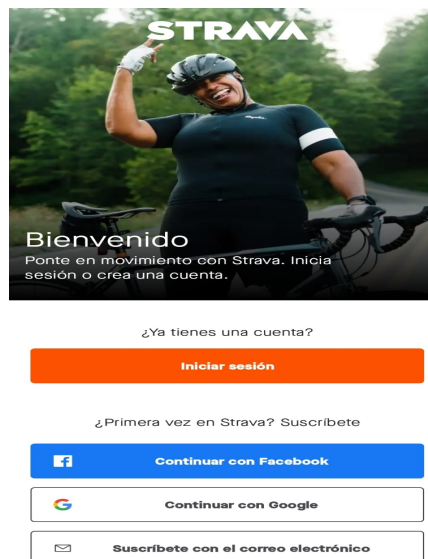 STRAVA
Bienvenido
Ponte en movimiento con Strava. Inicia
sesión o crea una cuenta.
¿Ya tienes una cuenta?
Iniciar sesión
¿Primera vez en Strava? Suscríbete
Continuar con Facebook
Continuar con Google
Suscríbete con el correo electrónico